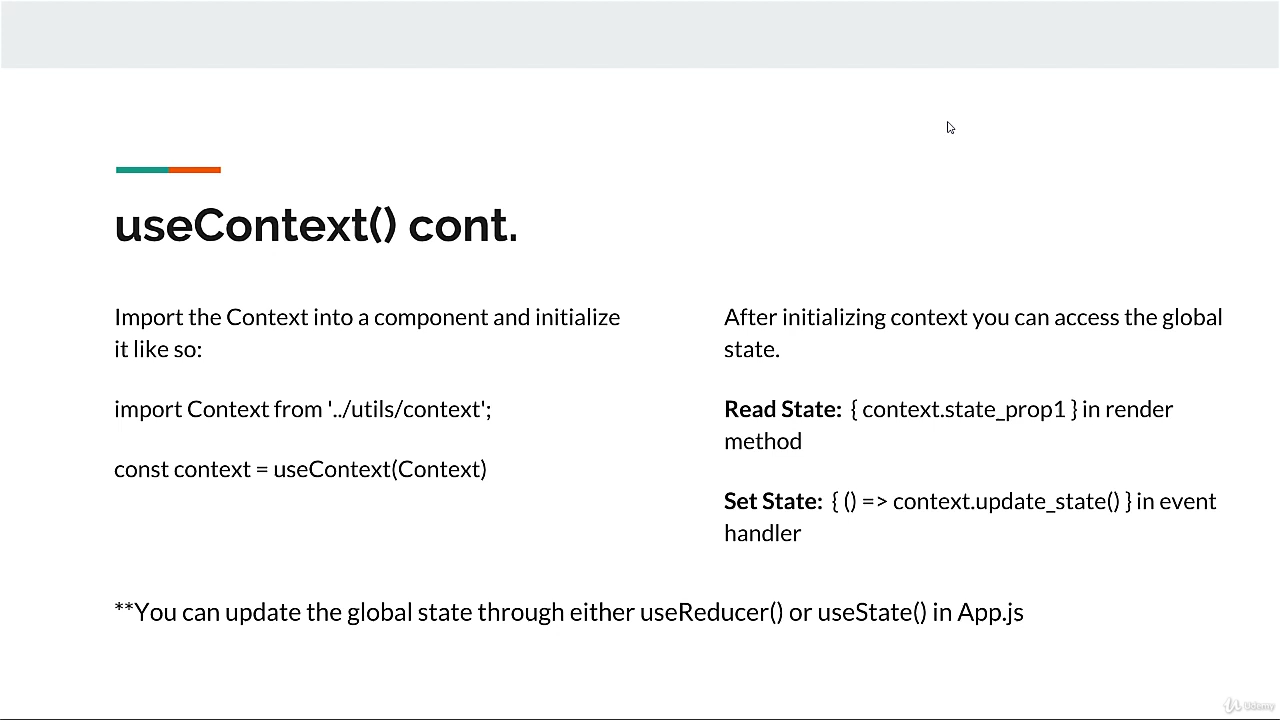 useContext() cont.
Import the Context into a component and initialize
it like so:
import Context from '../utils/context';
const context = useContext(Context)
After initializing context you can access the global
state.
Read State: { context.state_prop1 } in render
method
Set State: { () => context.update_state() } in event
handler
**You can update the global state through either useReducer() or useState() in App.js
Udemy